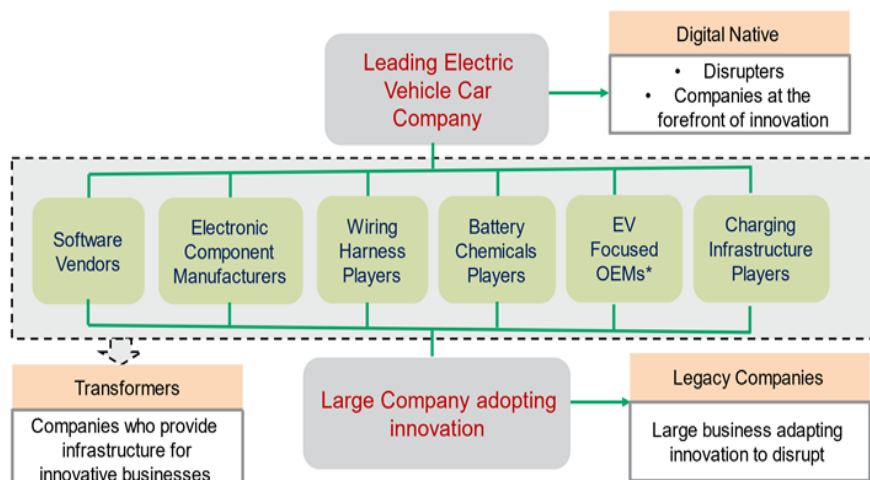 Leading Electric
Vehicle Car
Company
Digital Native
• Disrupters
• Companies at the
forefront of innovation
Software
Vendors
Electronic
Component
Manufacturers
Wiring
Harness
Players
Battery
Chemicals
Players
EV
Focused
OEMs*
Charging
Infrastructure
Players
Transformers
Companies who provide
infrastructure for
innovative businesses
Large Company adopting
innovation
Legacy Companies
Large business adapting
innovation to disrupt